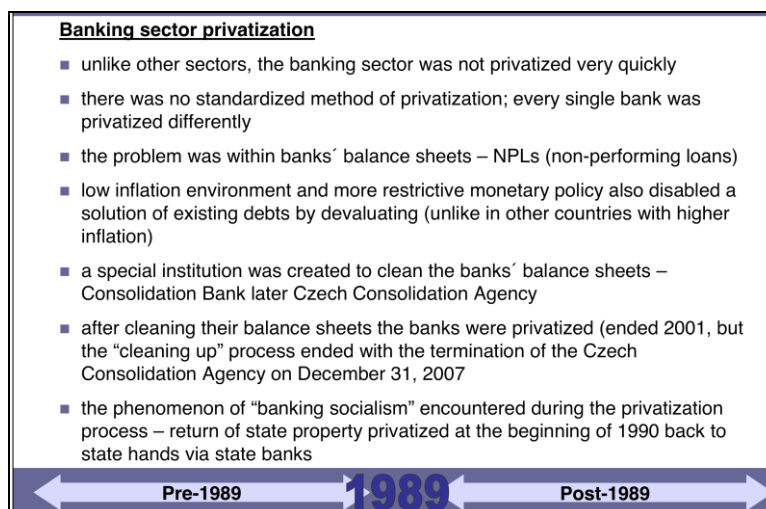 Banking sector privatization
■ unlike other sectors, the banking sector was not privatized very quickly
■ there was no standardized method of privatization; every single bank was
privatized differently
■ the problem was within banks´ balance sheets – NPLs (non-performing loans)
■ low inflation environment and more restrictive monetary policy also disabled a
solution of existing debts by devaluating (unlike in other countries with higher
inflation)
■ a special institution was created to clean the banks´ balance sheets –
Consolidation Bank later Czech Consolidation Agency
■ after cleaning their balance sheets the banks were privatized (ended 2001, but
the “cleaning up” process ended with the termination of the Czech
Consolidation Agency on December 31, 2007
■ the phenomenon of “banking socialism” encountered during the privatization
process – return of state property privatized at the beginning of 1990 back to
state hands via state banks
Pre-1989 1989 Post-1989